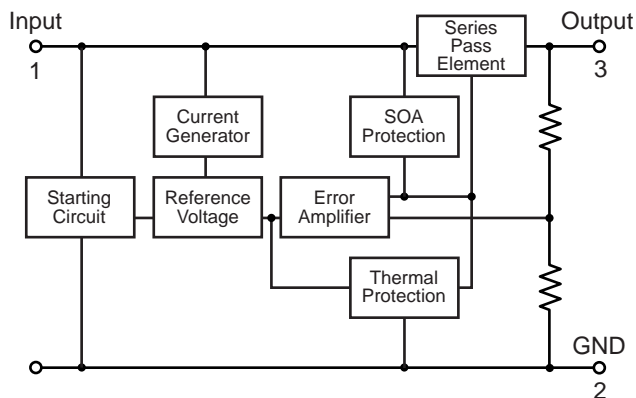 Input
1
Series
Pass
Element
Output
3
Current
Generator
SOA
Protection
Starting
Circuit
Reference
Voltage
Error
Amplifier
Thermal
Protection
GND
2